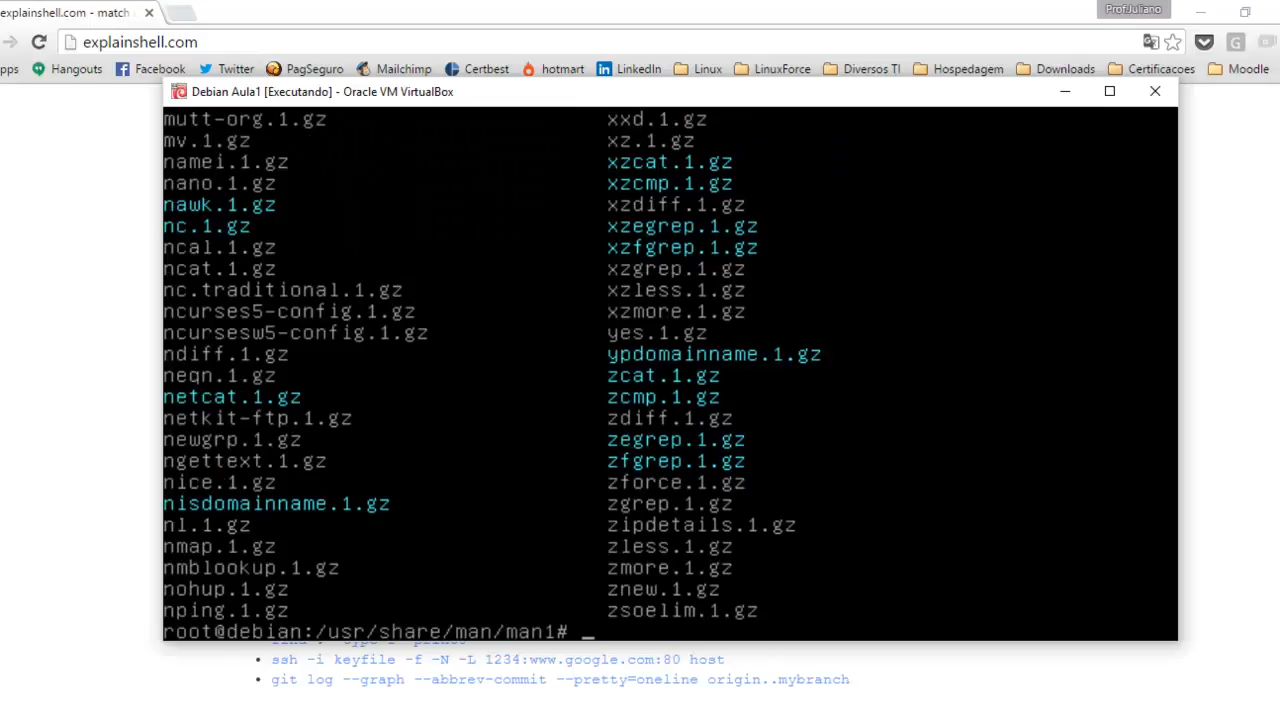 explainshell.com - match
ProfJuliano
explainshell.com
pps Hangouts Facebook Twitter PagSeguro Mailchimp Certbest hotmart LinkedIn Linux LinuxForce Diversos TI Hospedagem Downloads Certificacoes Moodle
Debian Aula1 [Executando] - Oracle VM VirtualBox
mutt-org.1.gz xxd.1.gz
mv.1.gz xz.1.gz
namei.1.gz xzcat.1.gz
nano.1.gz xzcmp.1.gz
nawk.1.gz xzdiff.1.gz
nc.1.gz xzegrep.1.gz
ncal.1.gz xzfgrep.1.gz
ncat.1.gz xzgrep.1.gz
nc.traditional.1.gz xzless.1.gz
ncurses5-config.1.gz xzmore.1.gz
ncursesw5-config.1.gz yes.1.gz
ndiff.1.gz ypdomainname.1.gz
neqn.1.gz zcat.1.gz
netcat.1.gz zcmp.1.gz
netkit-ftp.1.gz zdiff.1.gz
newgrp.1.gz zegrep.1.gz
ngettext.1.gz zfgrep.1.gz
nice.1.gz zforce.1.gz
nisdomainname.1.gz zgrep.1.gz
nl.1.gz zipdetails.1.gz
nmap.1.gz zless.1.gz
nmblookup.1.gz zmore.1.gz
nohup.1.gz znew.1.gz
nping.1.gz zsoelim.1.gz
root@debian:/usr/share/man/man1# _
ssh -i keyfile -f -N -L 1234:www.google.com:80 host
git log --graph --abbrev-commit --pretty=oneline origin..mybranch